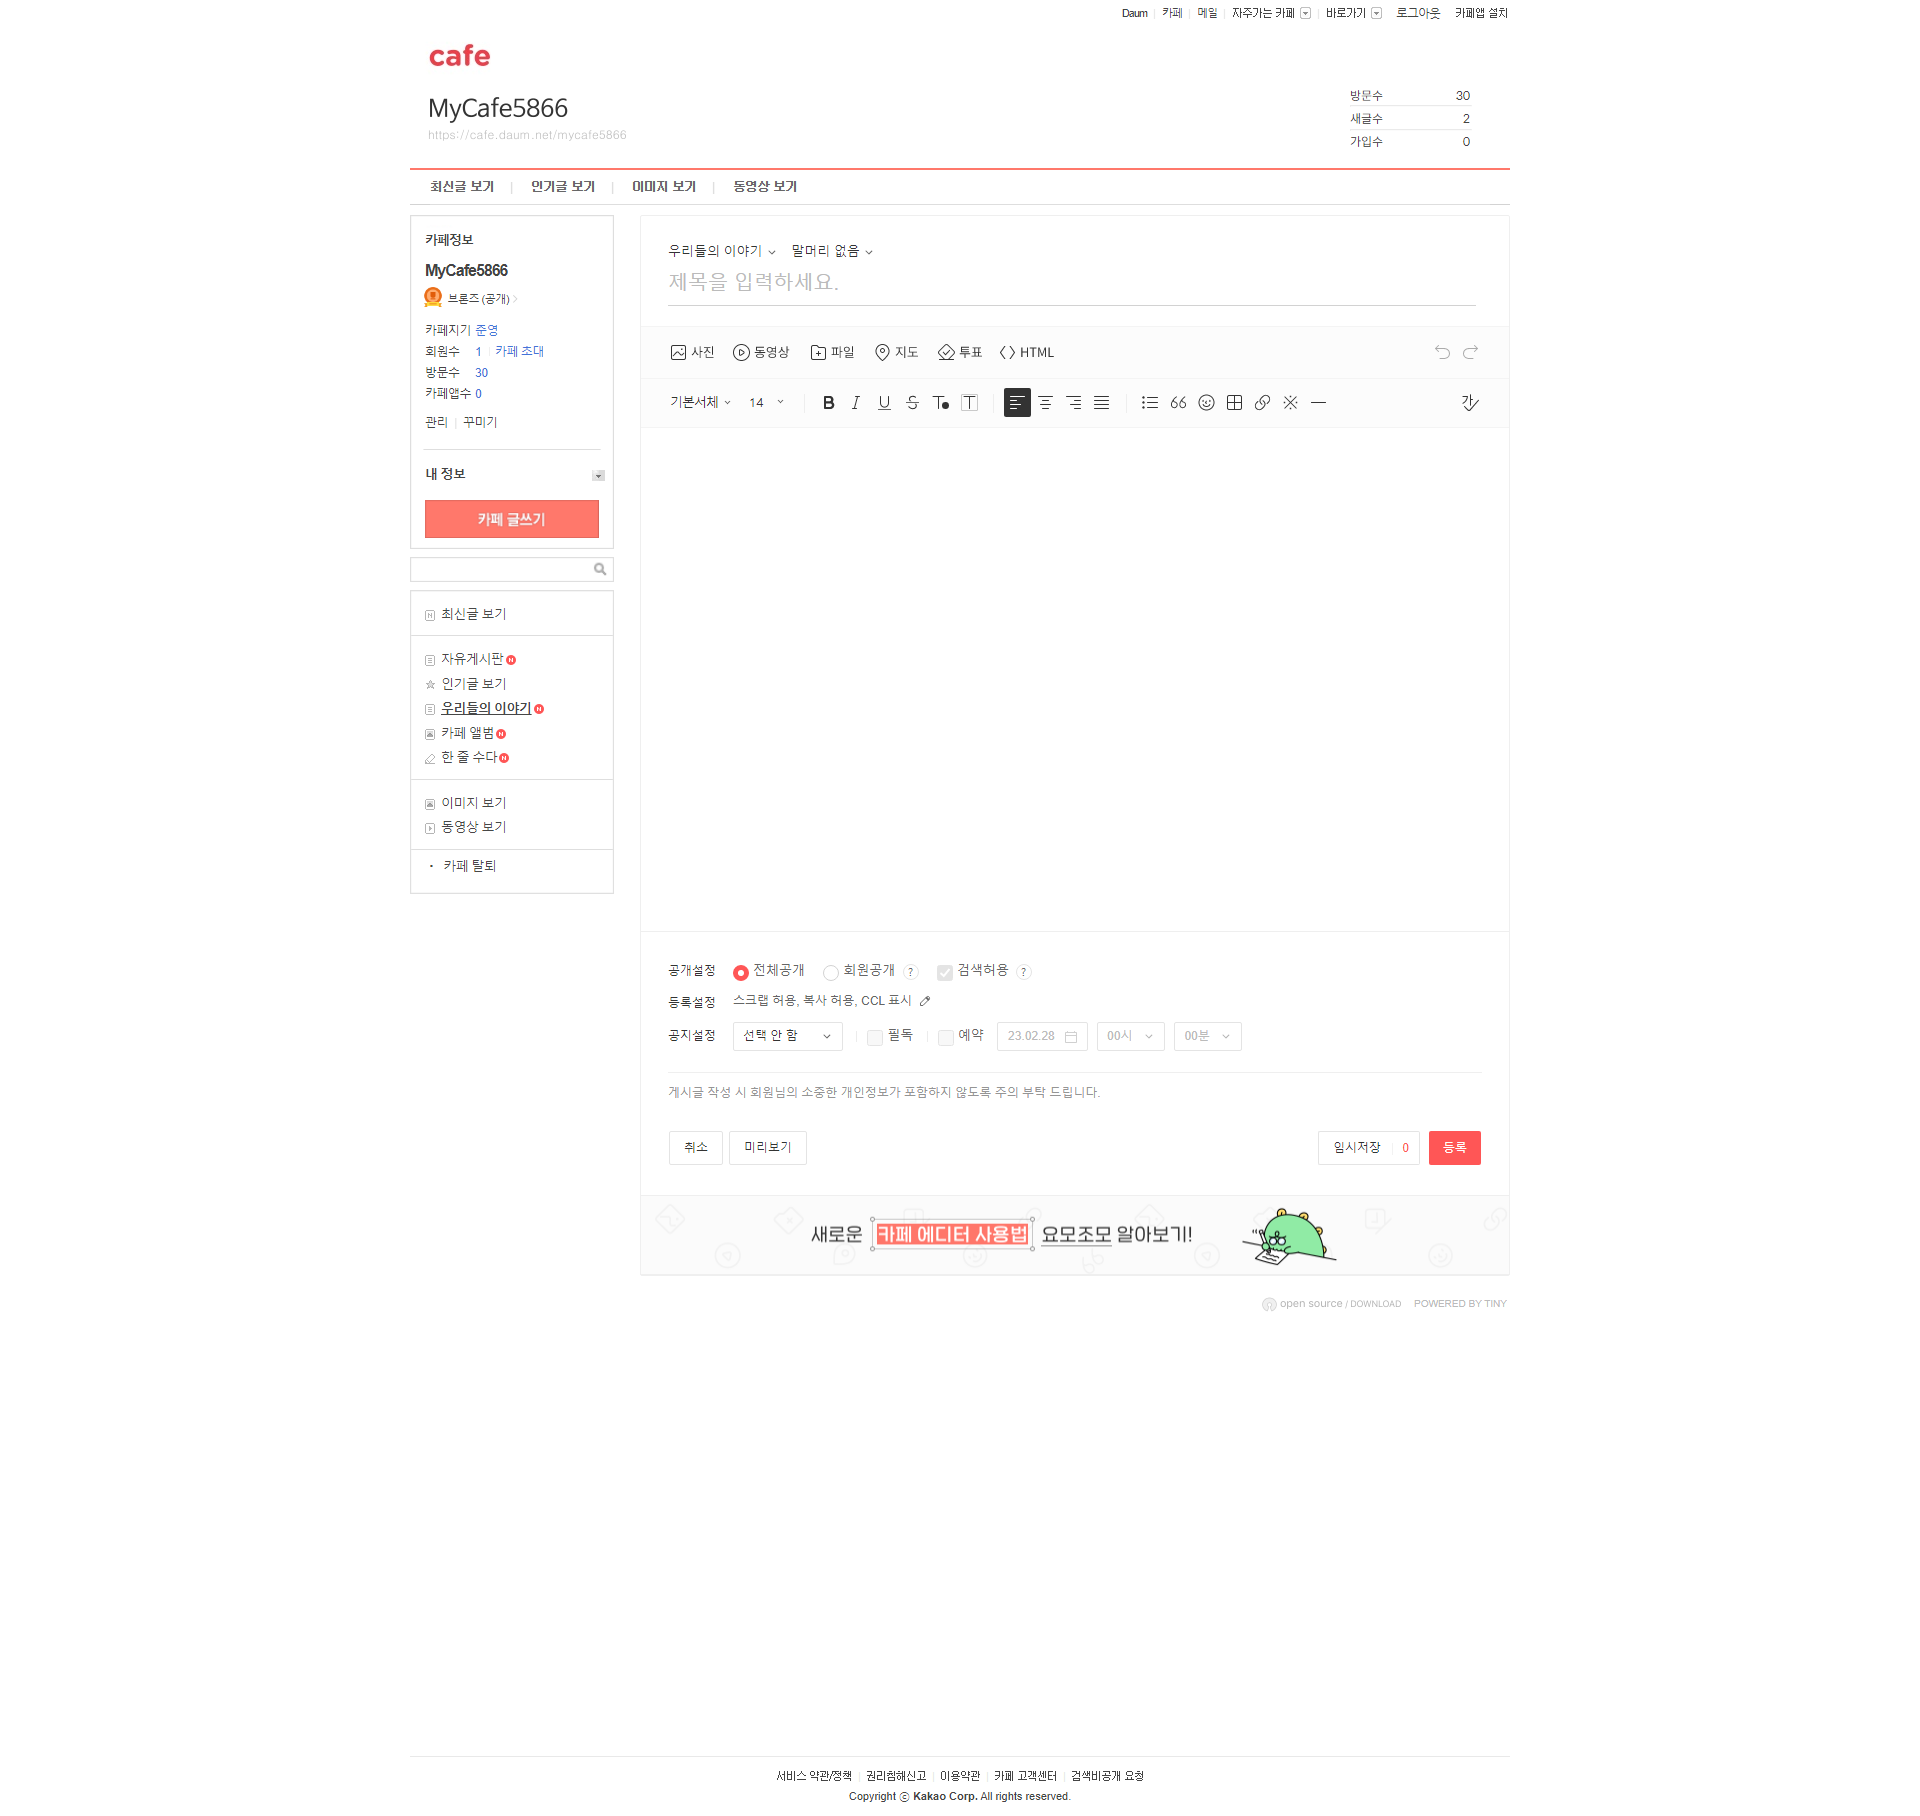 Daum 카페 메일 자주가는 카페 바로가기 로그아웃 카페앱 설치
cafe
MyCafe5866
https://cafe.daum.net/mycafe5866
방문수 30
새글수 2
가입수 0
최신글 보기 | 인기글 보기 | 이미지 보기 | 동영상 보기
카페정보
MyCafe5866
브론즈 (공개)
카페지기 준영
회원수 1 카페 초대
방문수 30
카페앱수 0
관리 | 꾸미기
내 정보
카페 글쓰기
최신글 보기
자유게시판 N
인기글 보기
우리들의 이야기 N
카페 앨범 N
한 줄 수다 N
이미지 보기
동영상 보기
· 카페 탈퇴
우리들의 이야기 말머리 없음
제목을 입력하세요.
사진 동영상 파일 지도 투표 HTML
기본서체 14 B I U S T T 가
공개설정 전체공개 회원공개 ? 검색허용 ?
등록설정 스크랩 허용, 복사 허용, CCL 표시
공지설정 선택 안 함 필독 예약 23.02.28 00시 00분
게시글 작성 시 회원님의 소중한 개인정보가 포함하지 않도록 주의 부탁 드립니다.
취소 미리보기 임시저장 0 등록
새로운 카페 에디터 사용법 요모조모 알아보기!
open source / DOWNLOAD POWERED BY TINY
서비스 약관/정책 권리침해신고 이용약관 카페 고객센터 검색비공개 요청
Copyright ⓒ Kakao Corp. All rights reserved.